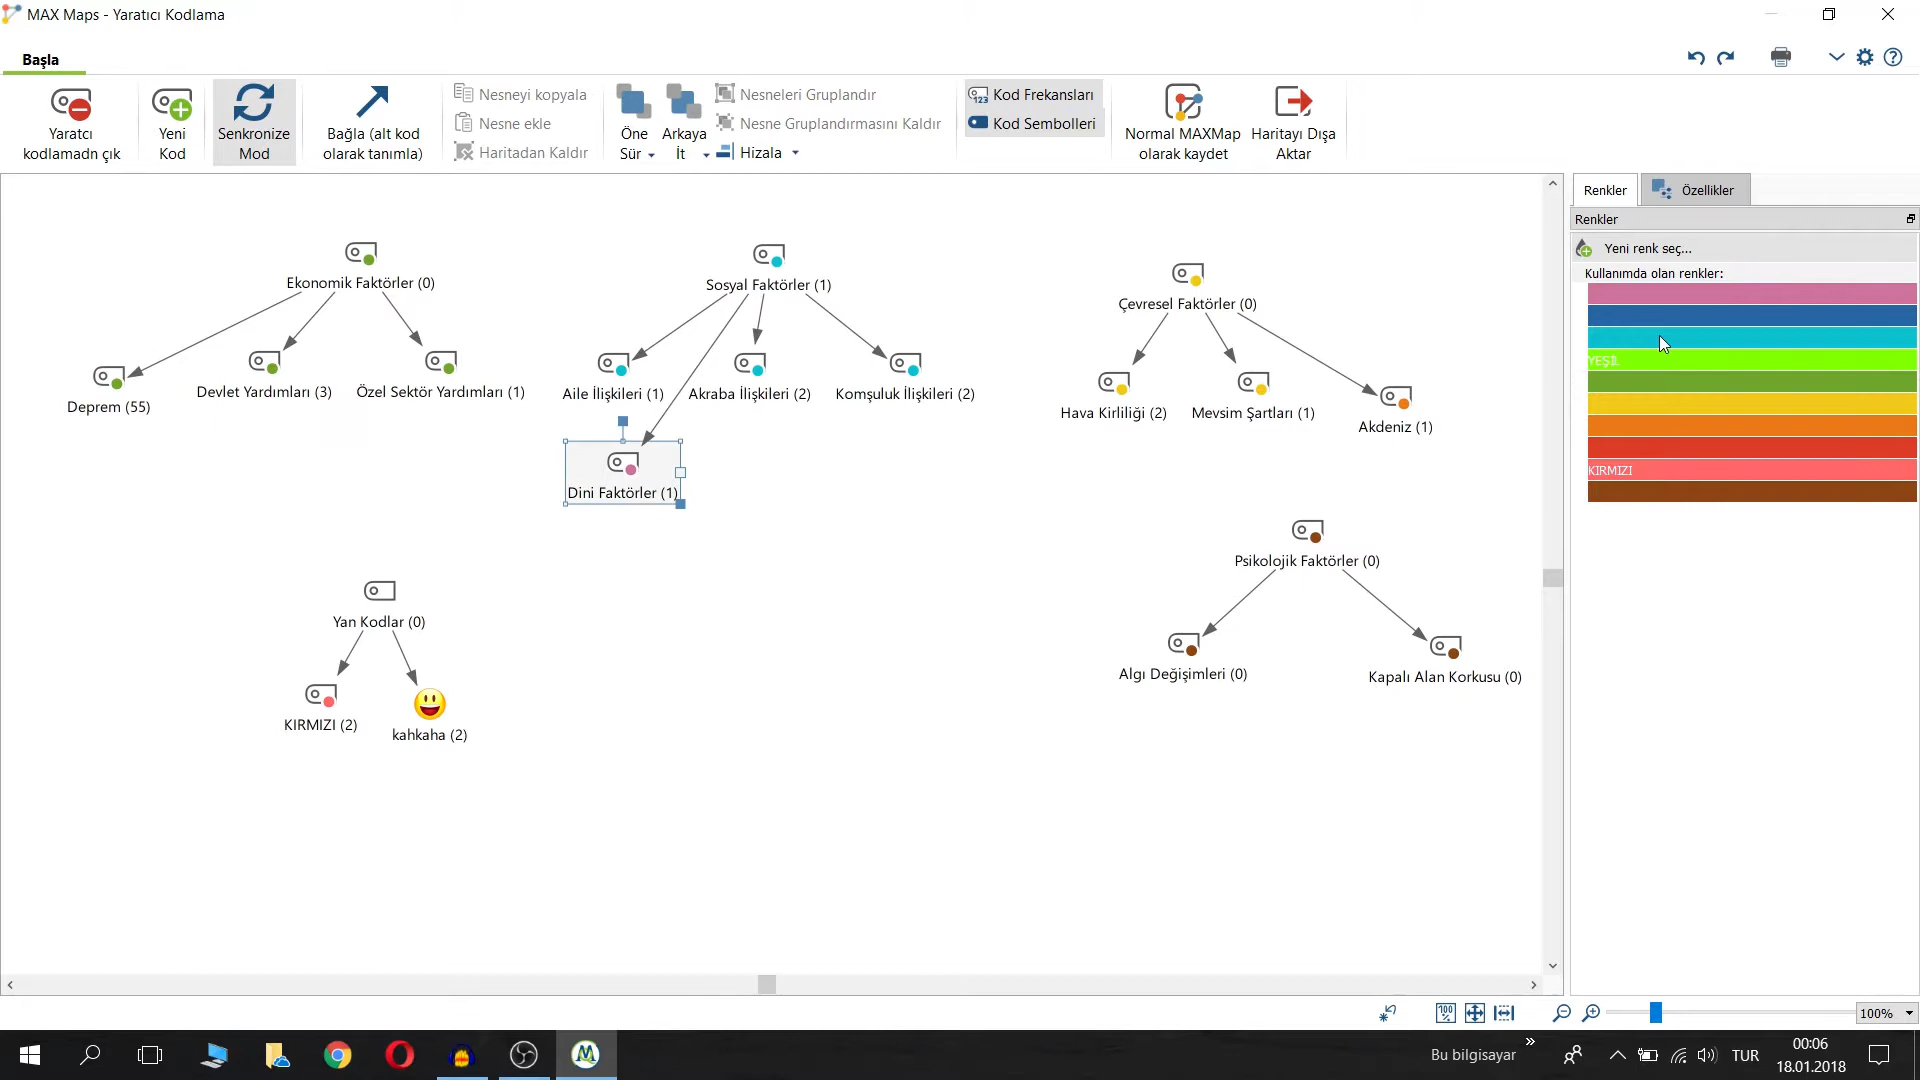 MAX Maps - Yaratıcı Kodlama
Başla
Yaratcı
kodlamadn çık
Yeni
Kod
Senkronize
Mod
Bağla (alt kod
olarak tanımla)
Nesneyi kopyala
Nesne ekle
Haritadan Kaldır
Öne
Sür
Arkaya
İt
Nesneleri Gruplandır
Nesne Gruplandırmasını Kaldır
Hizala
123
Kod Frekansları
Kod Sembolleri
Normal MAXMap
olarak kaydet
Haritayı Dışa
Aktar
Renkler
Özellikler
Renkler
Yeni renk seç...
Kullanımda olan renkler:
YEŞİL
KIRMIZI
Ekonomik Faktörler (0)
Sosyal Faktörler (1)
Çevresel Faktörler (0)
Deprem (55)
Devlet Yardımları (3)
Özel Sektör Yardımları (1)
Aile İlişkileri (1)
Akraba İlişkileri (2)
Komşuluk İlişkileri (2)
Hava Kirliliği (2)
Mevsim Şartları (1)
Akdeniz (1)
Dini Faktörler (1)
Psikolojik Faktörler (0)
Yan Kodlar (0)
Algı Değişimleri (0)
Kapalı Alan Korkusu (0)
KIRMIZI (2)
kahkaha (2)
100
%
100%
Bu bilgisayar
TUR
00:06
18.01.2018